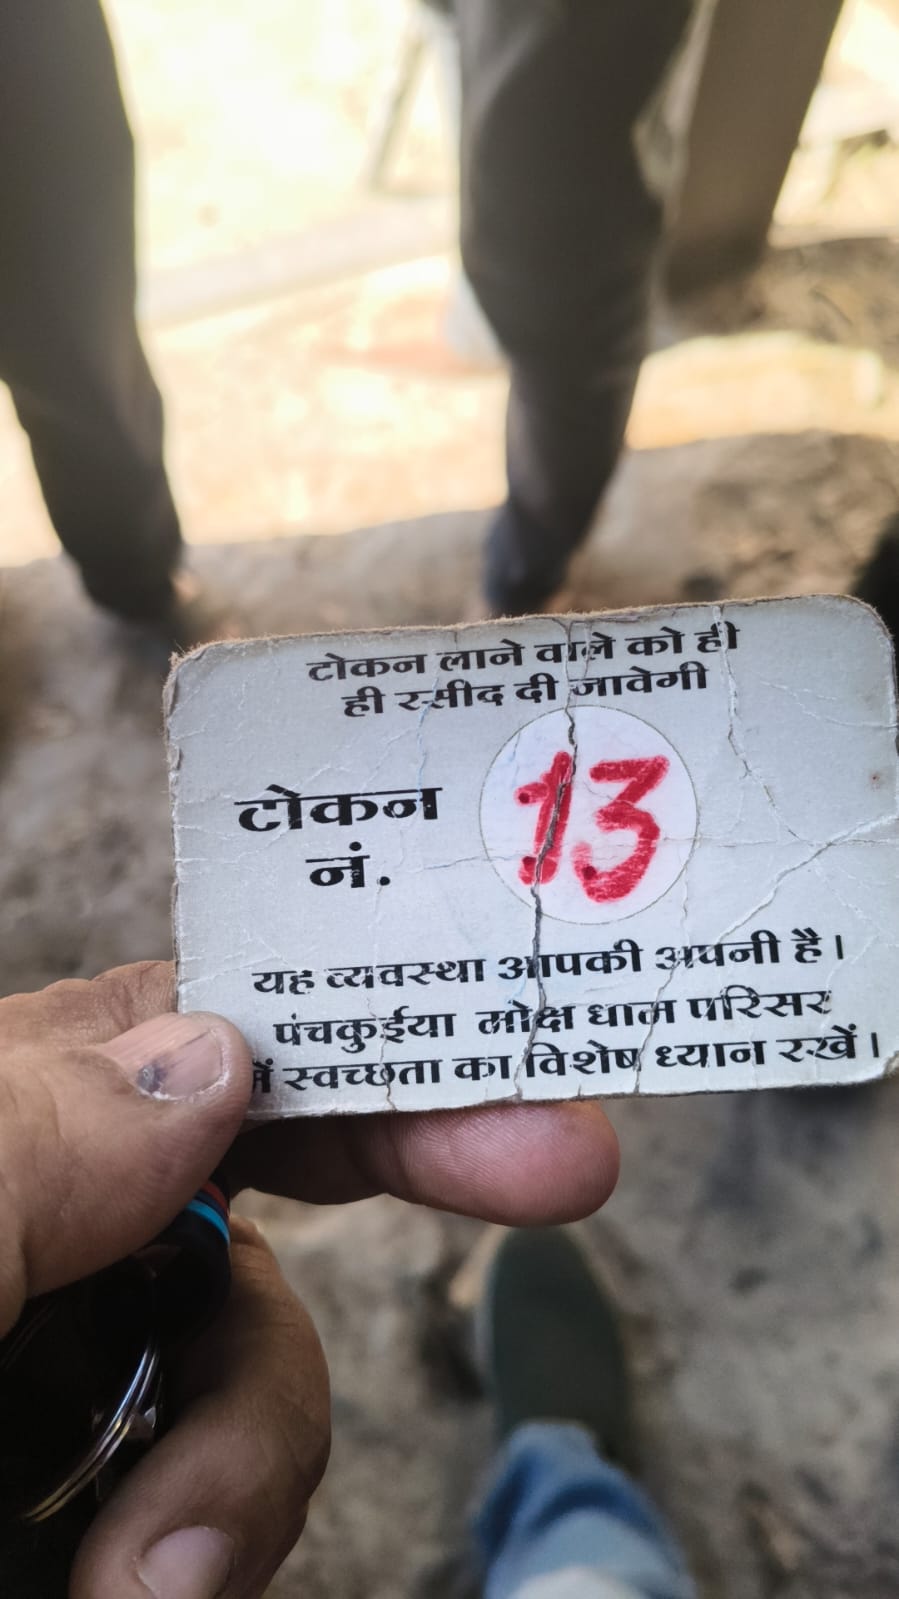 टोकन लाने वाले को ही
ही रसीद दी जावेगी
टोकन
नं.
13
यह व्यवस्था आपकी अपनी है।
पंचकुईया मोक्ष धाम परिसर
में स्वच्छता का विशेष ध्यान रखें।